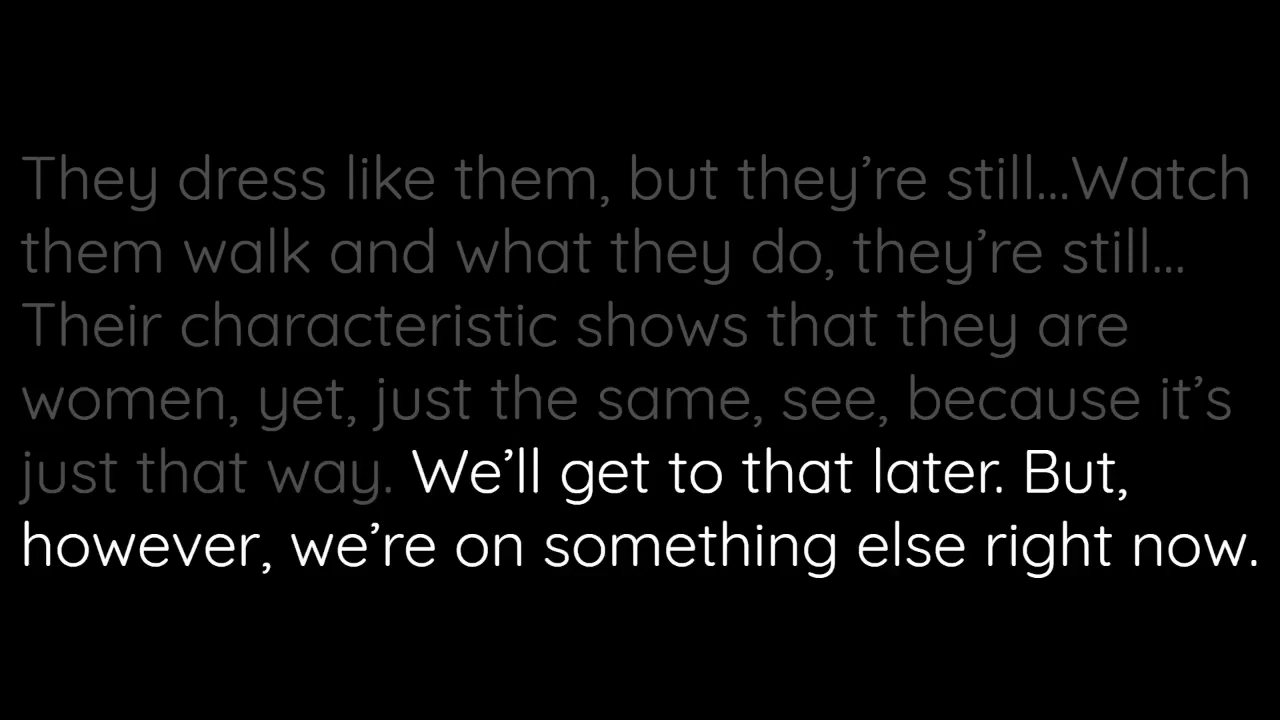 They dress like them, but they’re still...Watch
them walk and what they do, they’re still...
Their characteristic shows that they are
women, yet, just the same, see, because it’s
just that way. We’ll get to that later. But,
however, we’re on something else right now.